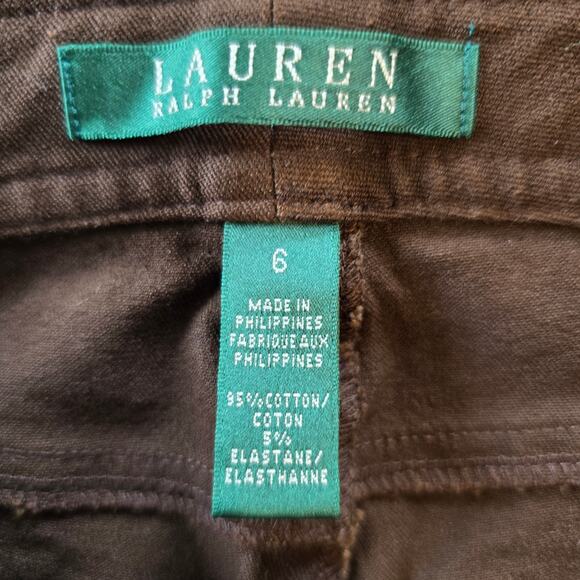 LAUREN
RALPH LAUREN
6
MADE IN
PHILIPPINES
FABRIQUE AUX
PHILIPPINES
95% COTTON/
COTON
5%
ELASTANE/
ELASTHANNE